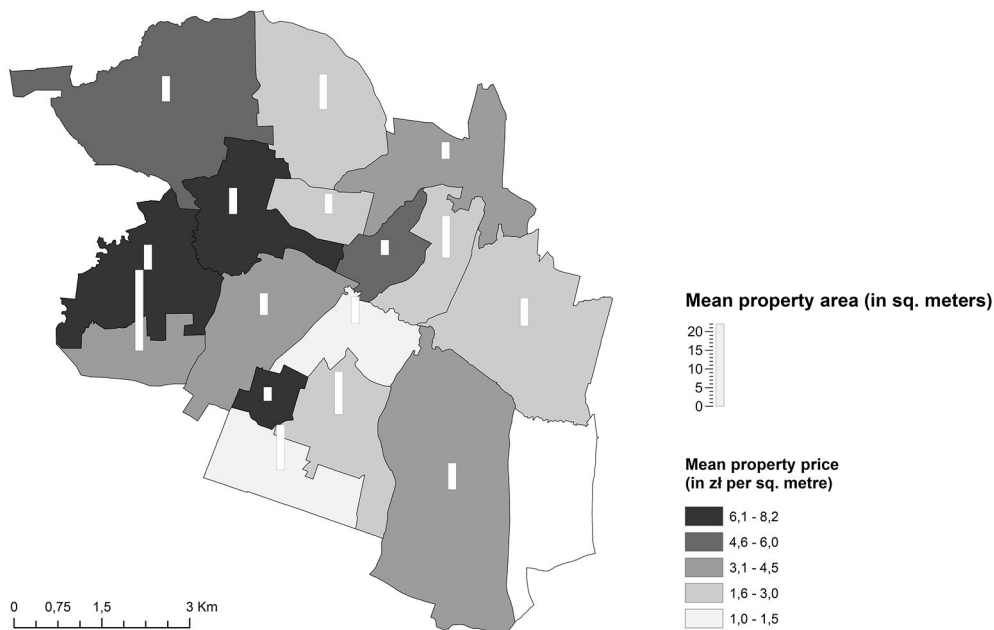 Mean property area (in sq. meters)
20
15
10
5
0
Mean property price
(in zł per sq. metre)
6,1 - 8,2
4,6 - 6,0
3,1 - 4,5
1,6 - 3,0
1,0 - 1,5
0 0,75 1,5 3 Km